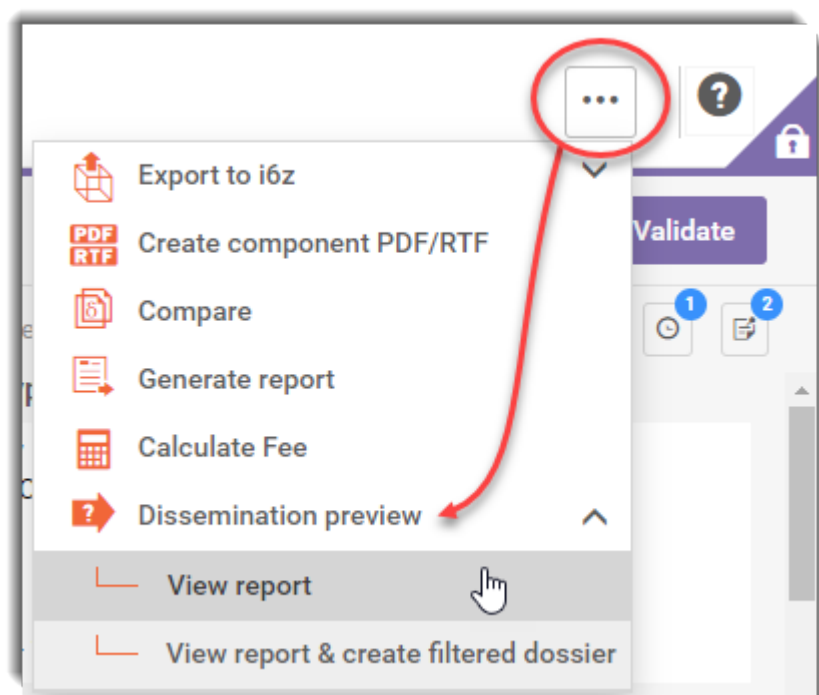 ?
Export to i6z
PDF
RTF
Create component PDF/RTF
Validate
δ
Compare
1
2
Generate report
Calculate Fee
?
Dissemination preview
View report
View report & create filtered dossier